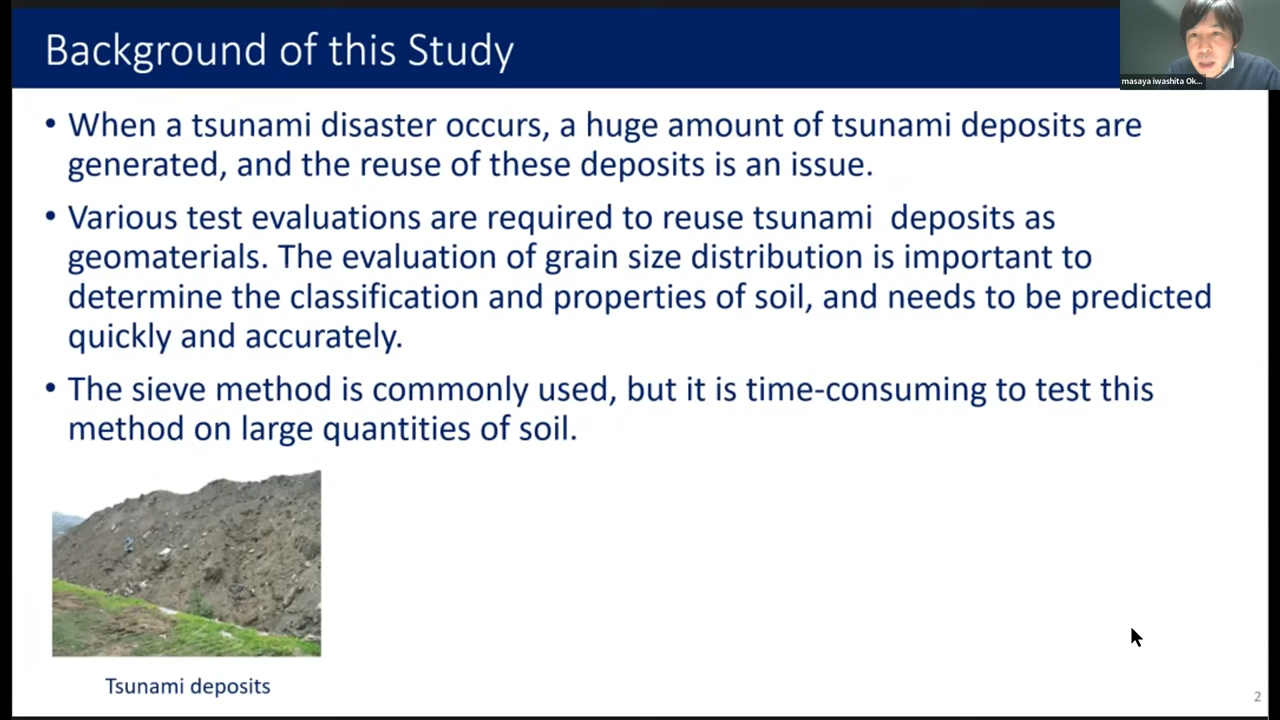 Background of this Study
masaya iwashita Ok...
• When a tsunami disaster occurs, a huge amount of tsunami deposits are
generated, and the reuse of these deposits is an issue.
• Various test evaluations are required to reuse tsunami deposits as
geomaterials. The evaluation of grain size distribution is important to
determine the classification and properties of soil, and needs to be predicted
quickly and accurately.
• The sieve method is commonly used, but it is time-consuming to test this
method on large quantities of soil.
Tsunami deposits
2